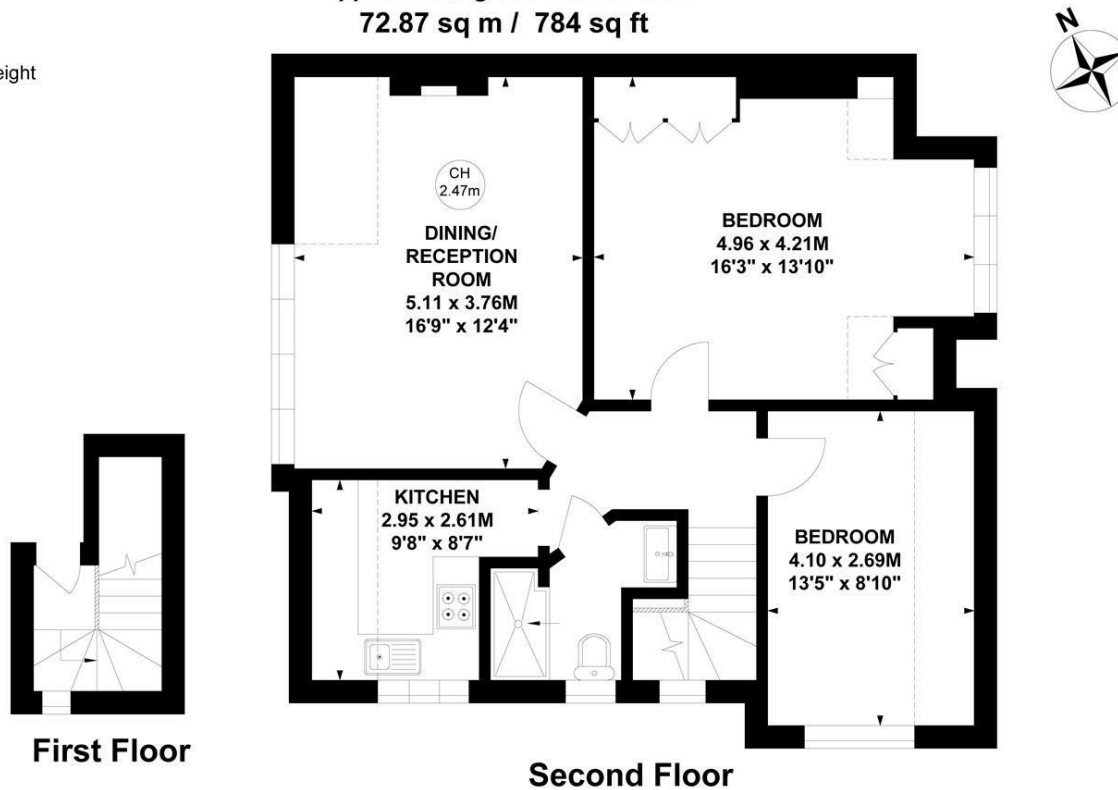 72.87 sq m / 784 sq ft
eight
N
CH
2.47m
DINING/
RECEPTION
ROOM
5.11 x 3.76M
16'9" x 12'4"
BEDROOM
4.96 x 4.21M
16'3" x 13'10"
KITCHEN
2.95 x 2.61M
9'8" x 8'7"
BEDROOM
4.10 x 2.69M
13'5" x 8'10"
First Floor
Second Floor